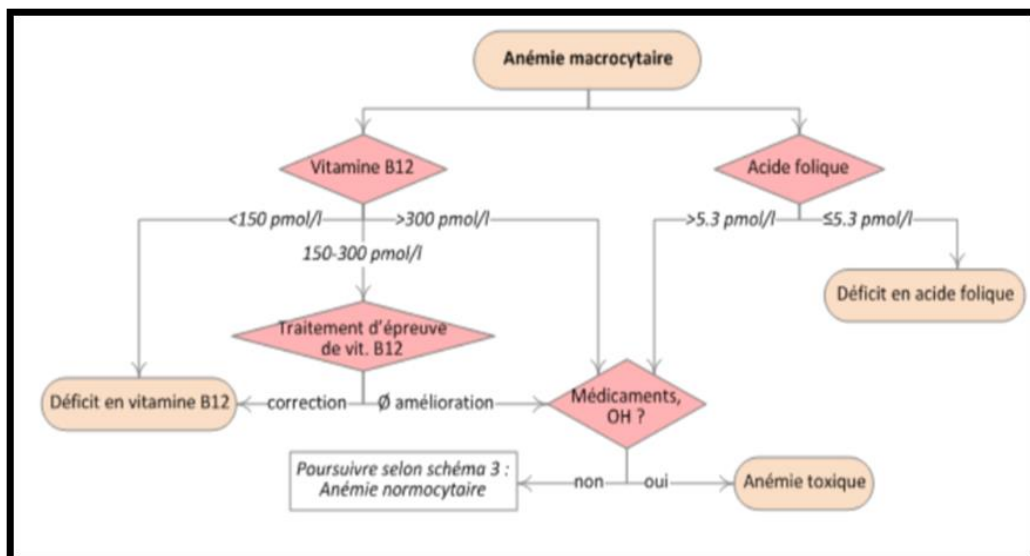 Anémie macrocytaire
Vitamine B12
Acide folique
<150 pmol/l
>300 pmol/l
>5.3 pmol/l
≤5.3 pmol/l
150-300 pmol/l
Déficit en acide folique
Traitement d'épreuve
de vit. B12
Déficit en vitamine B12
correction
Ø amélioration
Médicaments,
OH ?
Poursuivre selon schéma 3 :
Anémie normocytaire
non
oui
Anémie toxique